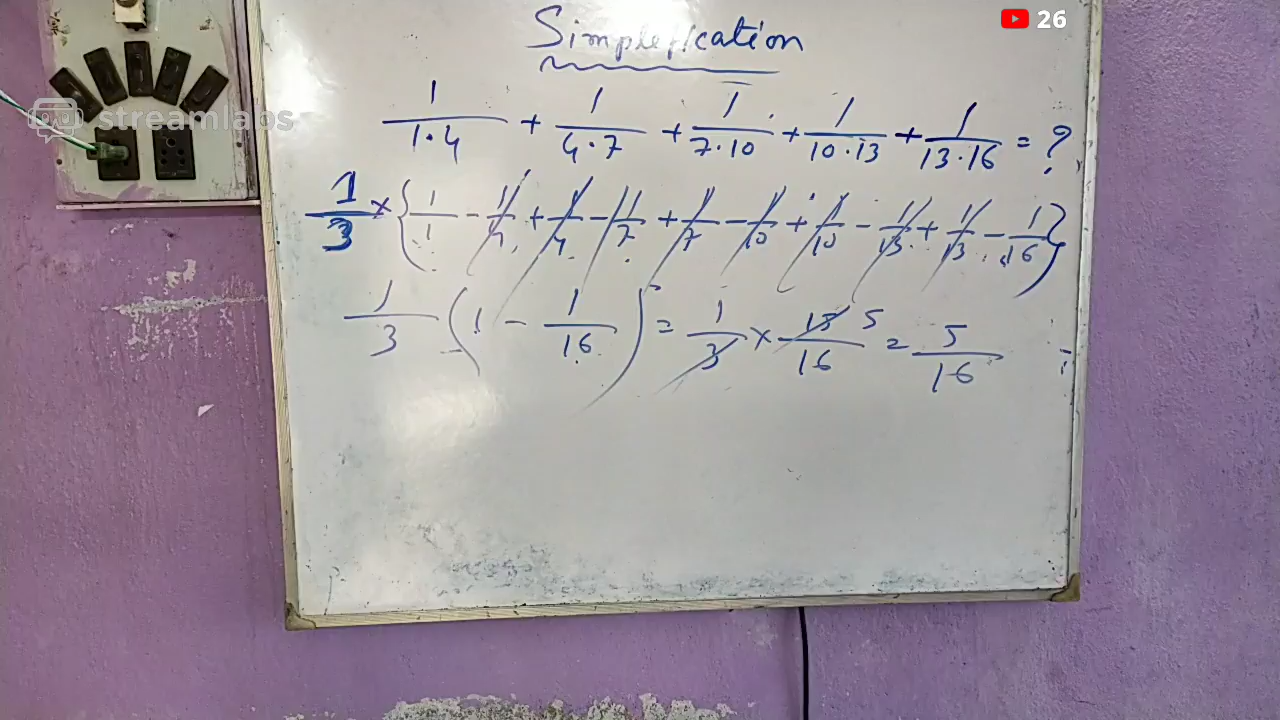 26
streamlabs
Simplefication
1/1·4 + 1/4·7 + 1/7·10 + 1/10·13 + 1/13·16 = ?
1/3 × {1/1 - 1/4 + 1/4 - 1/7 + 1/7 - 1/10 + 1/10 - 1/13 + 1/13 - 1/16}
1/3 (1 - 1/16) = 1/3 × 15/16 5 = 5/16